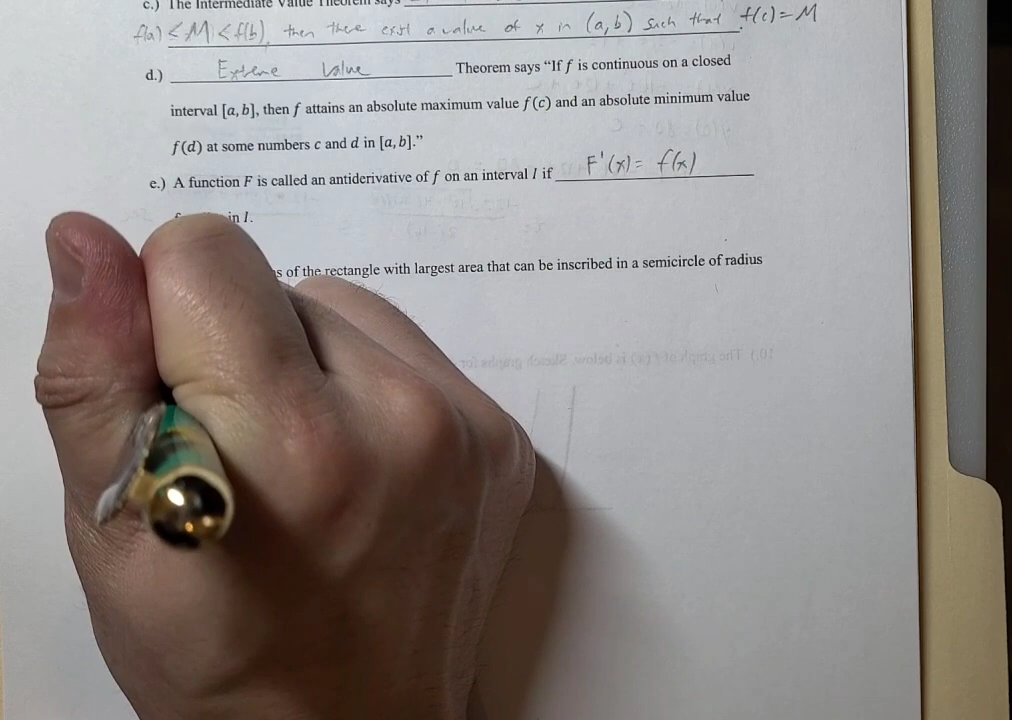 c.) The Intermediate Value Theorem says
f(a) ≤ M ≤ f(b), then there exist a value of x in (a, b) such that f(c) = M
d.) Extreme Value Theorem says “If f is continuous on a closed
interval [a, b], then f attains an absolute maximum value f(c) and an absolute minimum value
f(d) at some numbers c and d in [a, b].”
e.) A function F is called an antiderivative of f on an interval I if F'(x) = f(x)
in I.
of the rectangle with largest area that can be inscribed in a semicircle of radius